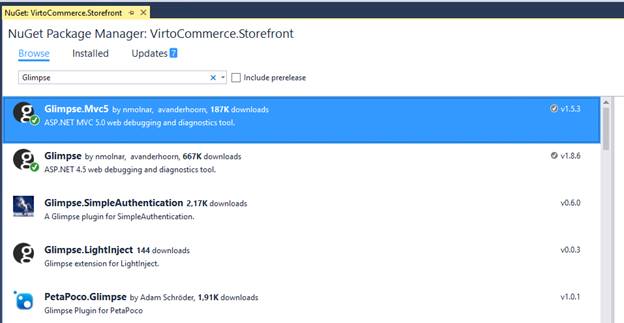 NuGet: VirtoCommerce.Storefront
NuGet Package Manager: VirtoCommerce.Storefront
Browse Installed Updates 7
Glimpse Include prerelease
Glimpse.Mvc5 by nmolnar, avanderhoorn, 187K downloads v1.5.3
ASP.NET MVC 5.0 web debugging and diagnostics tool.
Glimpse by nmolnar, avanderhoorn, 667K downloads v1.8.6
ASP.NET 4.5 web debugging and diagnostics tool.
Glimpse.SimpleAuthentication 2,17K downloads v0.6.0
A Glimpse plugin for SimpleAuthentication.
Glimpse.LightInject 144 downloads v0.0.3
Glimpse extension for LightInject.
PetaPoco.Glimpse by Adam Schröder, 1,91K downloads v1.0.1
Glimpse Plugin for PetaPoco